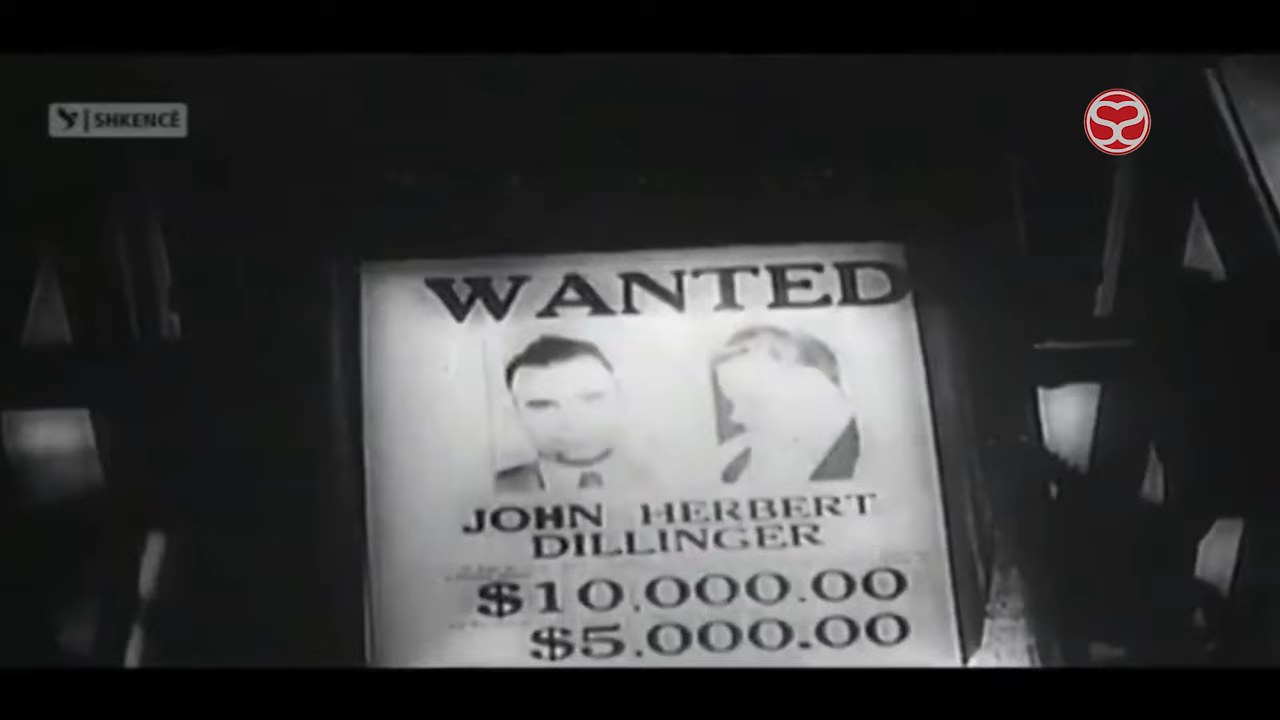 SHKENCË
WANTED
JOHN HERBERT
DILLINGER
$10,000.00
$5,000.00